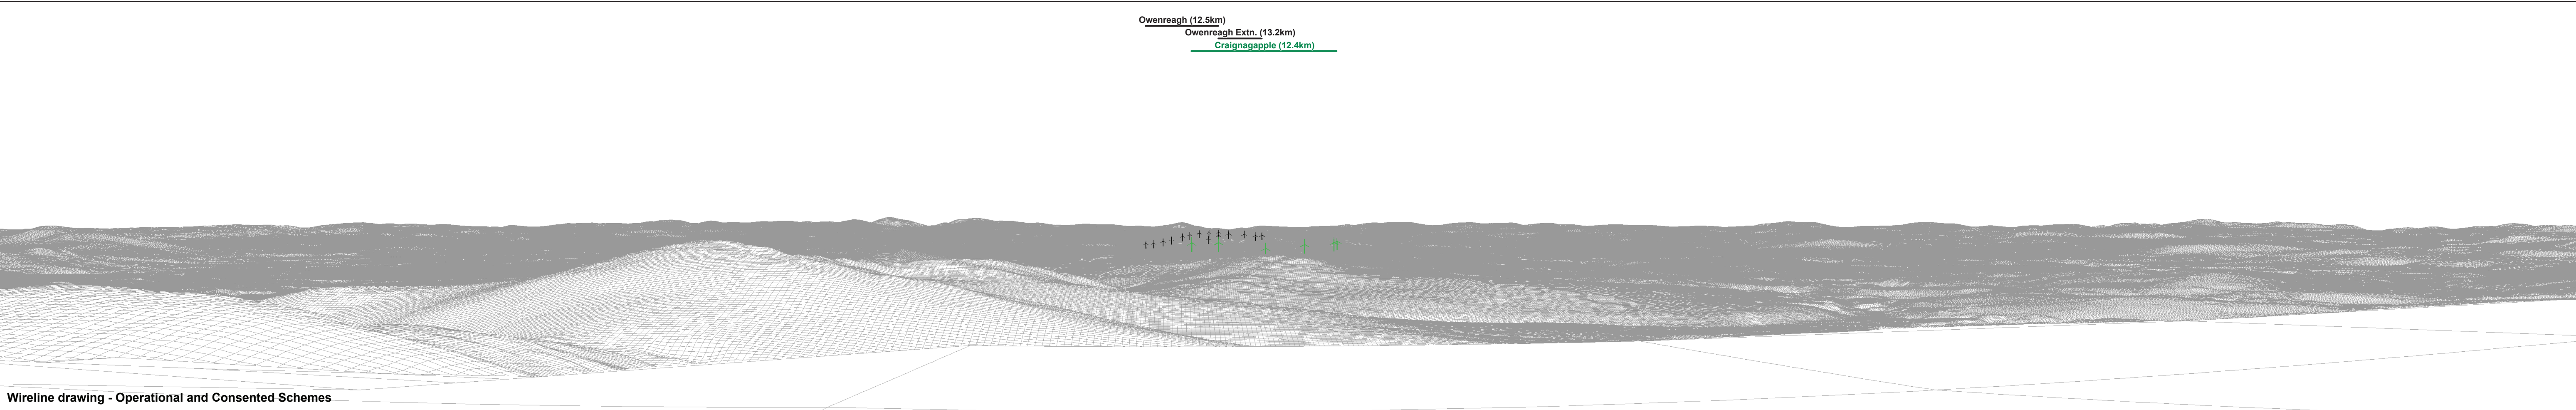 Owenreagh (12.5km)
Owenreagh Extn. (13.2km)
Craignagapple (12.4km)
Wireline drawing - Operational and Consented Schemes